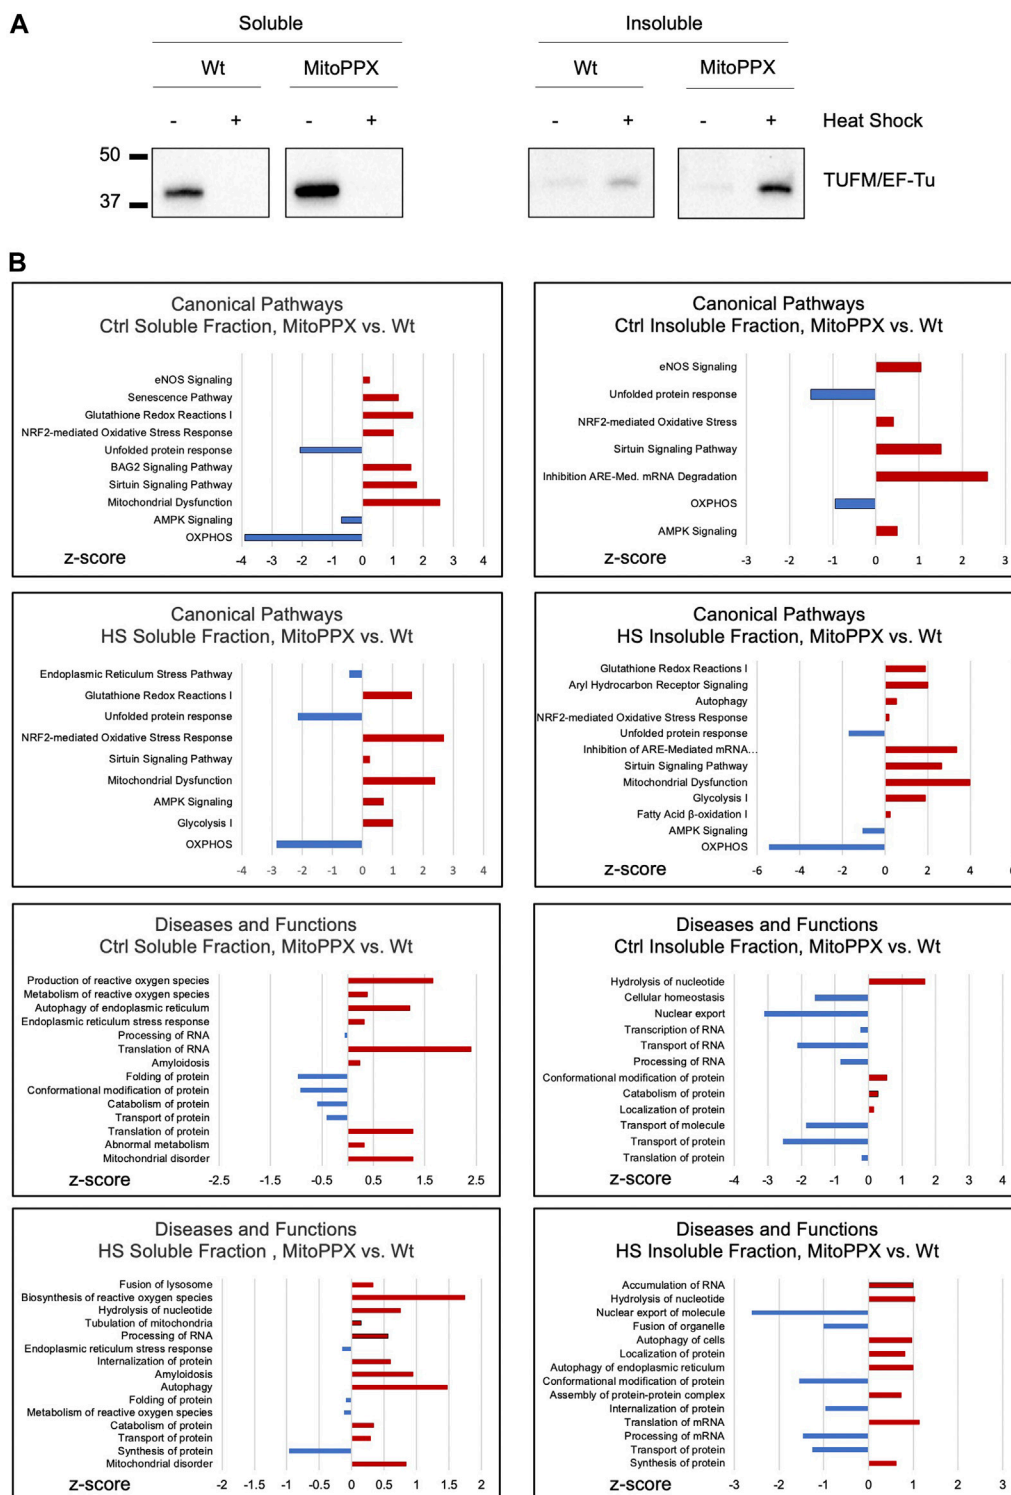 A
Soluble
Insoluble
Wt
MitoPPX
Wt
MitoPPX
-
+
-
+
-
+
-
+
Heat Shock
50
37
TUFM/EF-Tu
B
Canonical Pathways
Ctrl Soluble Fraction, MitoPPX vs. Wt
eNOS Signaling
Senescence Pathway
Glutathione Redox Reactions I
NRF2-mediated Oxidative Stress Response
Unfolded protein response
BAG2 Signaling Pathway
Sirtuin Signaling Pathway
Mitochondrial Dysfunction
AMPK Signaling
OXPHOS
z-score
-4 -3 -2 -1 0 1 2 3 4
Canonical Pathways
Ctrl Insoluble Fraction, MitoPPX vs. Wt
eNOS Signaling
Unfolded protein response
NRF2-mediated Oxidative Stress
Sirtuin Signaling Pathway
Inhibition ARE-Med. mRNA Degradation
OXPHOS
AMPK Signaling
z-score
-3 -2 -1 0 1 2 3
Canonical Pathways
HS Soluble Fraction, MitoPPX vs. Wt
Endoplasmic Reticulum Stress Pathway
Glutathione Redox Reactions I
Unfolded protein response
NRF2-mediated Oxidative Stress Response
Sirtuin Signaling Pathway
Mitochondrial Dysfunction
AMPK Signaling
Glycolysis I
OXPHOS
z-score
-4 -3 -2 -1 0 1 2 3 4
Canonical Pathways
HS Insoluble Fraction, MitoPPX vs. Wt
Glutathione Redox Reactions I
Aryl Hydrocarbon Receptor Signaling
Autophagy
NRF2-mediated Oxidative Stress Response
Unfolded protein response
Inhibition of ARE-Mediated mRNA...
Sirtuin Signaling Pathway
Mitochondrial Dysfunction
Glycolysis I
Fatty Acid β-oxidation I
AMPK Signaling
OXPHOS
z-score
-6 -4 -2 0 2 4
Diseases and Functions
Ctrl Soluble Fraction, MitoPPX vs. Wt
Production of reactive oxygen species
Metabolism of reactive oxygen species
Autophagy of endoplasmic reticulum
Endoplasmic reticulum stress response
Processing of RNA
Translation of RNA
Amyloidosis
Folding of protein
Conformational modification of protein
Catabolism of protein
Transport of protein
Translation of protein
Abnormal metabolism
Mitochondrial disorder
z-score
-2.5 -1.5 -0.5 0.5 1.5 2.5
Diseases and Functions
Ctrl Insoluble Fraction, MitoPPX vs. Wt
Hydrolysis of nucleotide
Cellular homeostasis
Nuclear export
Transcription of RNA
Transport of RNA
Processing of RNA
Conformational modification of protein
Catabolism of protein
Localization of protein
Transport of molecule
Transport of protein
Translation of protein
z-score
-4 -3 -2 -1 0 1 2 3 4
Diseases and Functions
HS Soluble Fraction , MitoPPX vs. Wt
Fusion of lysosome
Biosynthesis of reactive oxygen species
Hydrolysis of nucleotide
Tubulation of mitochondria
Processing of RNA
Endoplasmic reticulum stress response
Internalization of protein
Amyloidosis
Autophagy
Folding of protein
Metabolism of reactive oxygen species
Catabolism of protein
Transport of protein
Synthesis of protein
Mitochondrial disorder
z-score
-2 -1.5 -1 -0.5 0 0.5 1 1.5 2
Diseases and Functions
HS Insoluble Fraction, MitoPPX vs. Wt
Accumulation of RNA
Hydrolysis of nucleotide
Nuclear export of molecule
Fusion of organelle
Autophagy of cells
Localization of protein
Autophagy of endoplasmic reticulum
Conformational modification of protein
Assembly of protein-protein complex
Internalization of protein
Translation of mRNA
Processing of mRNA
Transport of protein
Synthesis of protein
z-score
-3 -2 -1 0 1 2 3